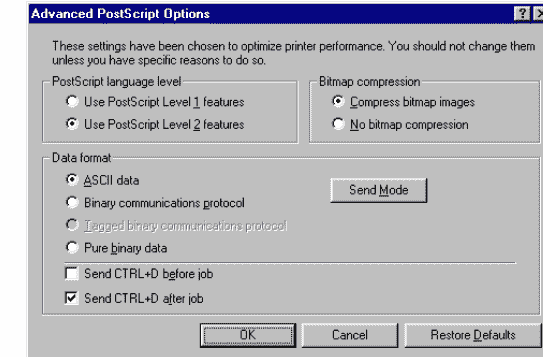 Advanced PostScript Options
These settings have been chosen to optimize printer performance. You should not change them
unless you have specific reasons to do so.
PostScript language level
Use PostScript Level 1 features
Use PostScript Level 2 features
Bitmap compression
Compress bitmap images
No bitmap compression
Data format
ASCII data
Binary communications protocol
Tagged binary communications protocol
Pure binary data
Send Mode
Send CTRL+D before job
Send CTRL+D after job
OK Cancel Restore Defaults